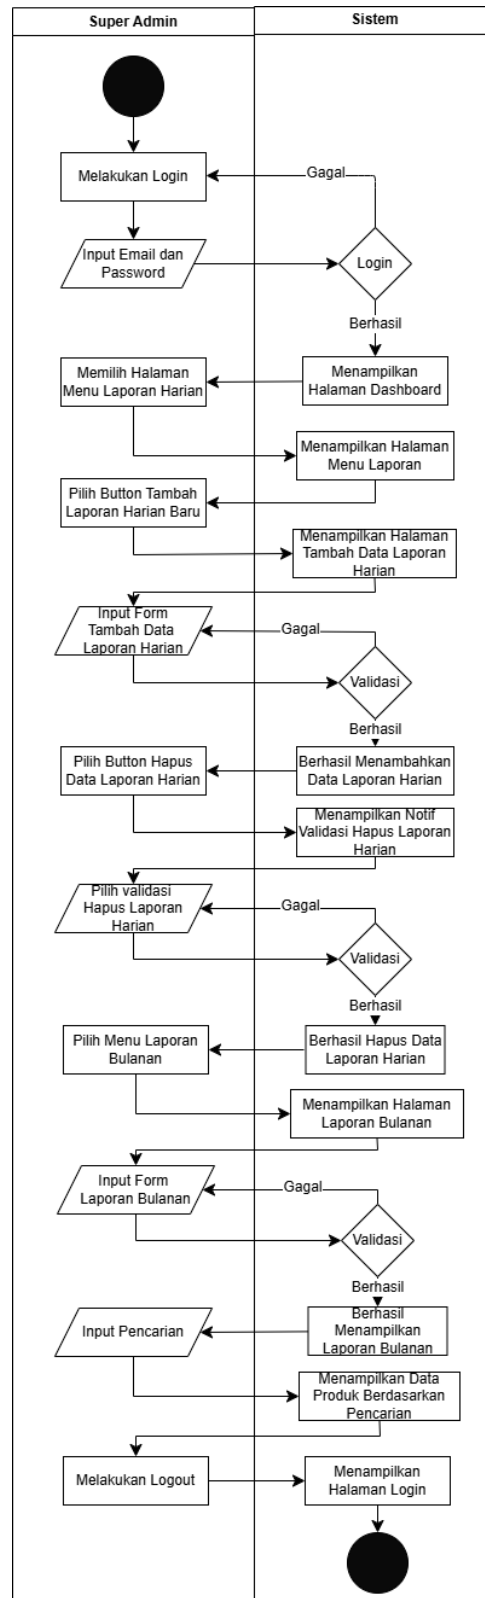 Super Admin
Sistem
Melakukan Login
Gagal
Input Email dan
Password
Login
Berhasil
Memilih Halaman
Menu Laporan Harian
Menampilkan
Halaman Dashboard
Menampilkan Halaman
Menu Laporan
Pilih Button Tambah
Laporan Harian Baru
Menampilkan Halaman
Tambah Data Laporan
Harian
Input Form
Tambah Data
Laporan Harian
Gagal
Validasi
Berhasil
Pilih Button Hapus
Data Laporan Harian
Berhasil Menambahkan
Data Laporan Harian
Menampilkan Notif
Validasi Hapus Laporan
Harian
Pilih validasi
Hapus Laporan
Harian
Gagal
Validasi
Berhasil
Pilih Menu Laporan
Bulanan
Berhasil Hapus Data
Laporan Harian
Menampilkan Halaman
Laporan Bulanan
Input Form
Laporan Bulanan
Gagal
Validasi
Berhasil
Input Pencarian
Berhasil
Menampilkan
Laporan Bulanan
Menampilkan Data
Produk Berdasarkan
Pencarian
Melakukan Logout
Menampilkan
Halaman Login